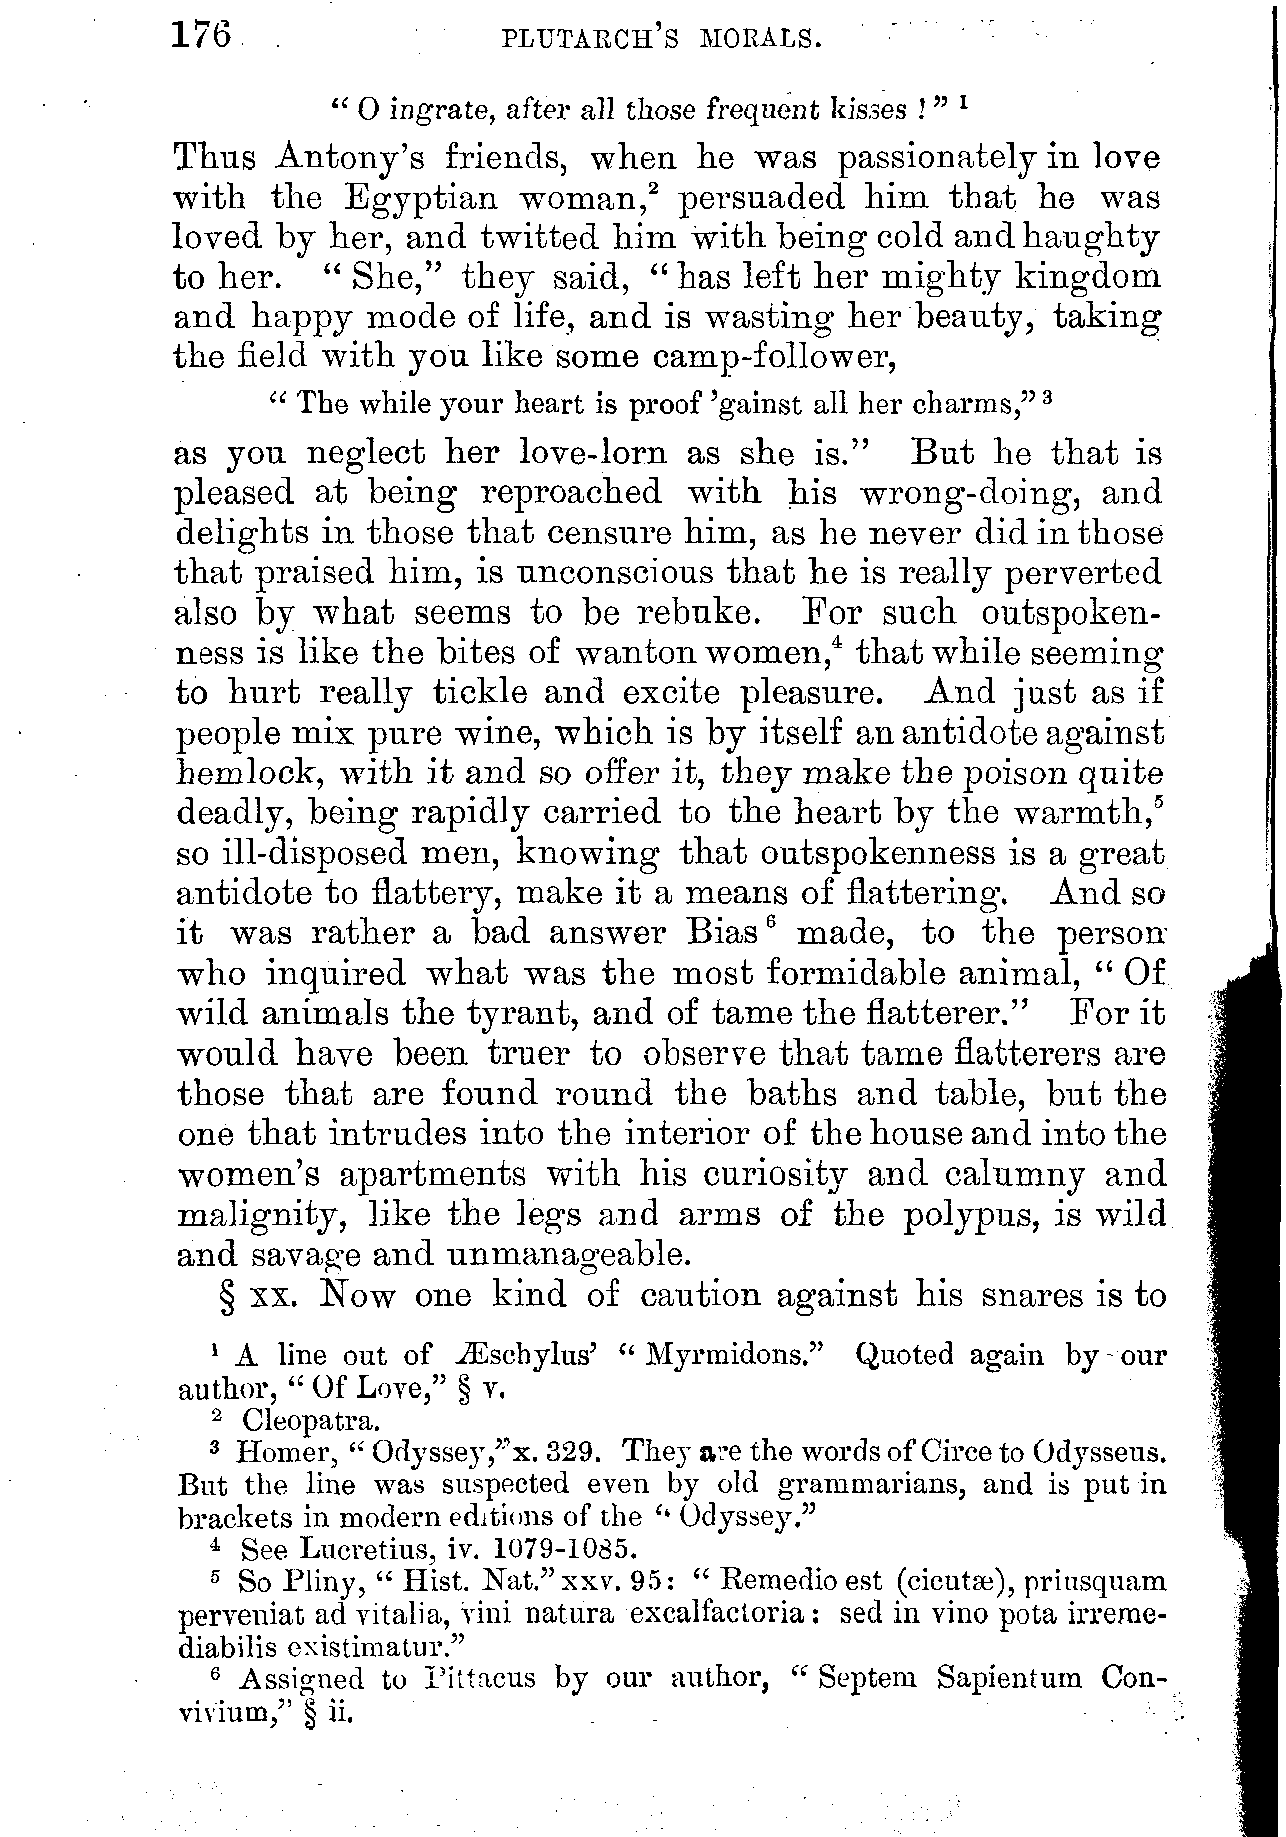 176 PLUTARCH'S MORALS.
“ O ingrate, after all those frequent kisses ! ” ¹
Thus Antony's friends, when he was passionately in love
with the Egyptian woman,² persuaded him that he was
loved by her, and twitted him with being cold and haughty
to her. “ She,” they said, “ has left her mighty kingdom
and happy mode of life, and is wasting her beauty, taking
the field with you like some camp-follower,
“ The while your heart is proof 'gainst all her charms,” ³
as you neglect her love-lorn as she is.” But he that is
pleased at being reproached with his wrong-doing, and
delights in those that censure him, as he never did in those
that praised him, is unconscious that he is really perverted
also by what seems to be rebuke. For such outspoken-
ness is like the bites of wanton women,⁴ that while seeming
to hurt really tickle and excite pleasure. And just as if
people mix pure wine, which is by itself an antidote against
hemlock, with it and so offer it, they make the poison quite
deadly, being rapidly carried to the heart by the warmth,⁵
so ill-disposed men, knowing that outspokenness is a great
antidote to flattery, make it a means of flattering. And so
it was rather a bad answer Bias ⁶ made, to the person
who inquired what was the most formidable animal, “ Of
wild animals the tyrant, and of tame the flatterer.” For it
would have been truer to observe that tame flatterers are
those that are found round the baths and table, but the
one that intrudes into the interior of the house and into the
women's apartments with his curiosity and calumny and
malignity, like the legs and arms of the polypus, is wild
and savage and unmanageable.
§ xx. Now one kind of caution against his snares is to
¹ A line out of Æschylus' “ Myrmidons.” Quoted again by our
author, “ Of Love,” § v.
² Cleopatra.
³ Homer, “ Odyssey,” x. 329. They are the words of Circe to Odysseus.
But the line was suspected even by old grammarians, and is put in
brackets in modern editions of the “ Odyssey.”
⁴ See Lucretius, iv. 1079-1085.
⁵ So Pliny, “ Hist. Nat.” xxv. 95: “ Remedio est (cicutæ), priusquam
perveniat ad vitalia, vini natura excalfactoria: sed in vino pota irreme-
diabilis existimatur.”
⁶ Assigned to Pittacus by our author, “ Septem Sapientum Con-
vivium,” § ii.